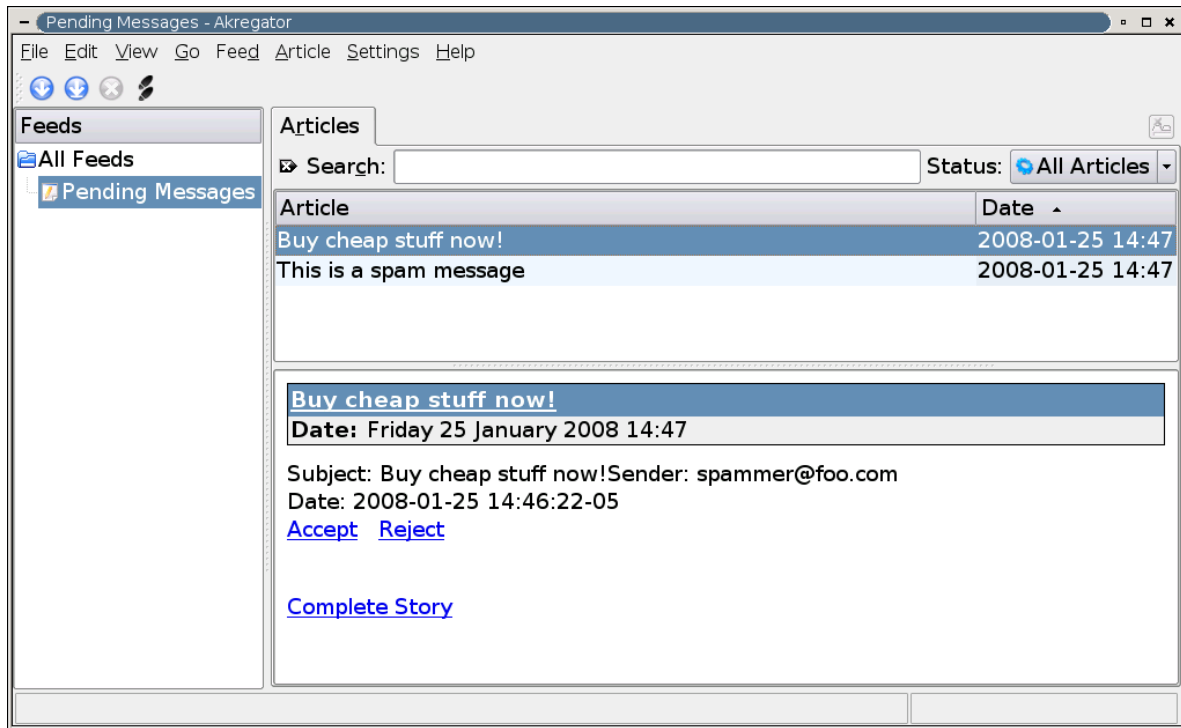 Pending Messages - Akregator
File Edit View Go Feed Article Settings Help
Feeds
All Feeds
Pending Messages
Articles
Search:
Status: All Articles
Article Date
Buy cheap stuff now! 2008-01-25 14:47
This is a spam message 2008-01-25 14:47
Buy cheap stuff now!
Date: Friday 25 January 2008 14:47
Subject: Buy cheap stuff now!Sender: spammer@foo.com
Date: 2008-01-25 14:46:22-05
Accept Reject
Complete Story